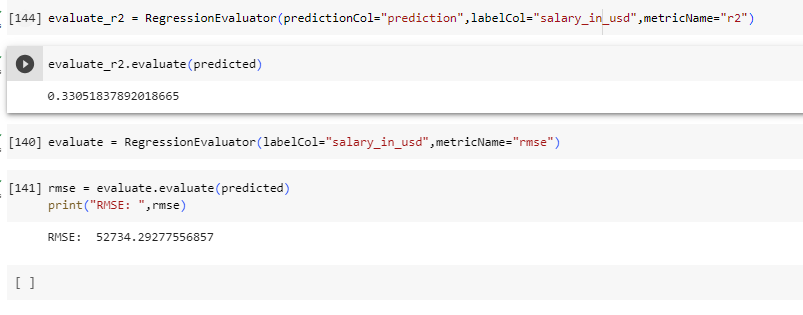 [144] evaluate_r2 = RegressionEvaluator(predictionCol="prediction",labelCol="salary_in_usd",metricName="r2")
evaluate_r2.evaluate(predicted)
0.33051837892018665
[140] evaluate = RegressionEvaluator(labelCol="salary_in_usd",metricName="rmse")
[141] rmse = evaluate.evaluate(predicted)
print("RMSE: ",rmse)
RMSE:  52734.29277556857
[ ]